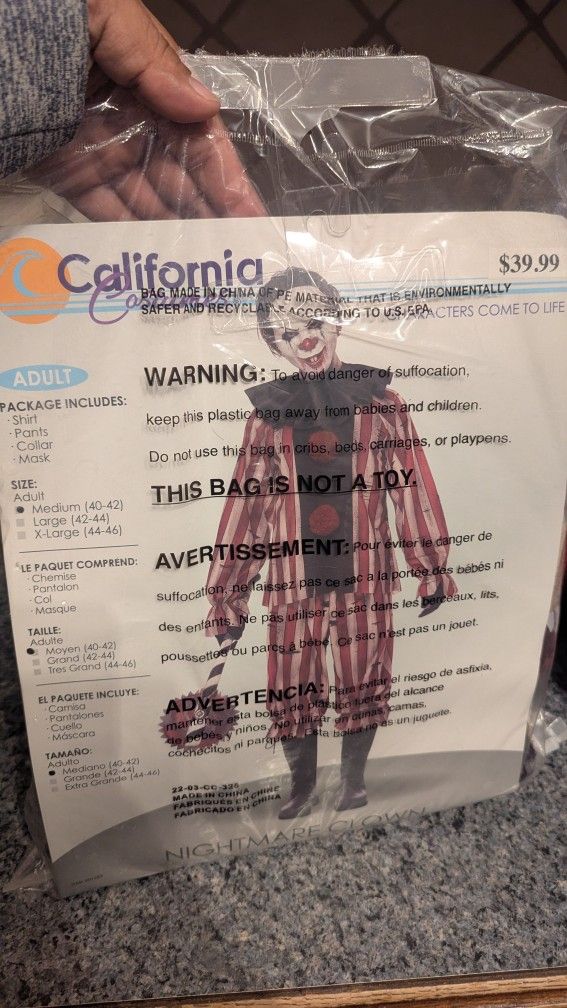 California
Costumes
$39.99
BAG MADE IN CHINA OF PE MATERIAL THAT IS ENVIRONMENTALLY
SAFER AND RECYCLABLE ACCORDING TO U.S. EPA.
CHARACTERS COME TO LIFE
ADULT
PACKAGE INCLUDES:
· Shirt
· Pants
· Collar
· Mask
SIZE:
Adult
Medium (40-42)
Large (42-44)
X-Large (44-46)
LE PAQUET COMPREND:
· Chemise
· Pantalon
· Col
· Masque
TAILLE:
Adulte
Moyen (40-42)
Grand (42-44)
Tres Grand (44-46)
EL PAQUETE INCLUYE:
· Camisa
· Pantalones
· Cuello
· Máscara
TAMAÑO:
Adulto
Mediano (40-42)
Grande (42-44)
Extra Grande (44-46)
WARNING: To avoid danger of suffocation,
keep this plastic bag away from babies and children.
Do not use this bag in cribs, beds, carriages, or playpens.
THIS BAG IS NOT A TOY.
AVERTISSEMENT: Pour éviter le danger de
suffocation, ne laissez pas ce sac a la portée des bébés ni
des enfants. Ne pas utiliser ce sac dans les berceaux, lits,
poussettes ou parcs à bébé. Ce sac n'est pas un jouet.
ADVERTENCIA: Para evitar el riesgo de asfixia,
mantener esta bolsa de plastico fuera del alcance
de bebés y niños. No utilizar en cunas, camas,
cochecitos ni parques. Esta bolsa no es un juguete.
22-03-CC-325
MADE IN CHINA
FABRIQUÉS EN CHINE
FABRICADO EN CHINA
NIGHTMARE CLOWN